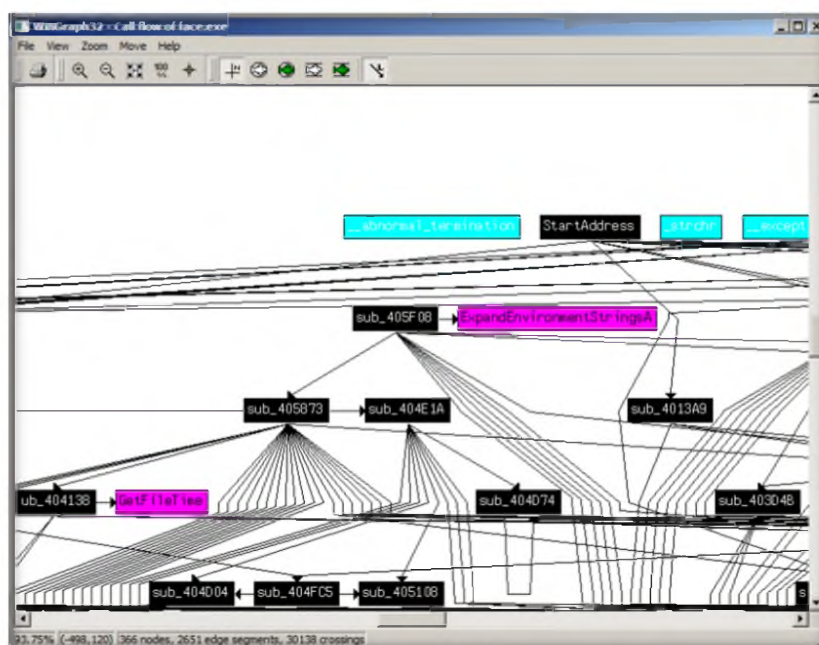 WinGraph32 - Call flow of face.exe
File View Zoom Move Help
100
%
N
__abnormal_termination StartAddress _strchr __except
sub_405F08 ExpandEnvironmentStringsA
sub_405873 sub_404E1A sub_4013A9
ub_404138 GetFileTime sub_404D74 sub_403D4B
sub_404D04 sub_404FC5 sub_405108 s
93.75% (-498,120) 366 nodes, 2651 edge segments, 30138 crossings